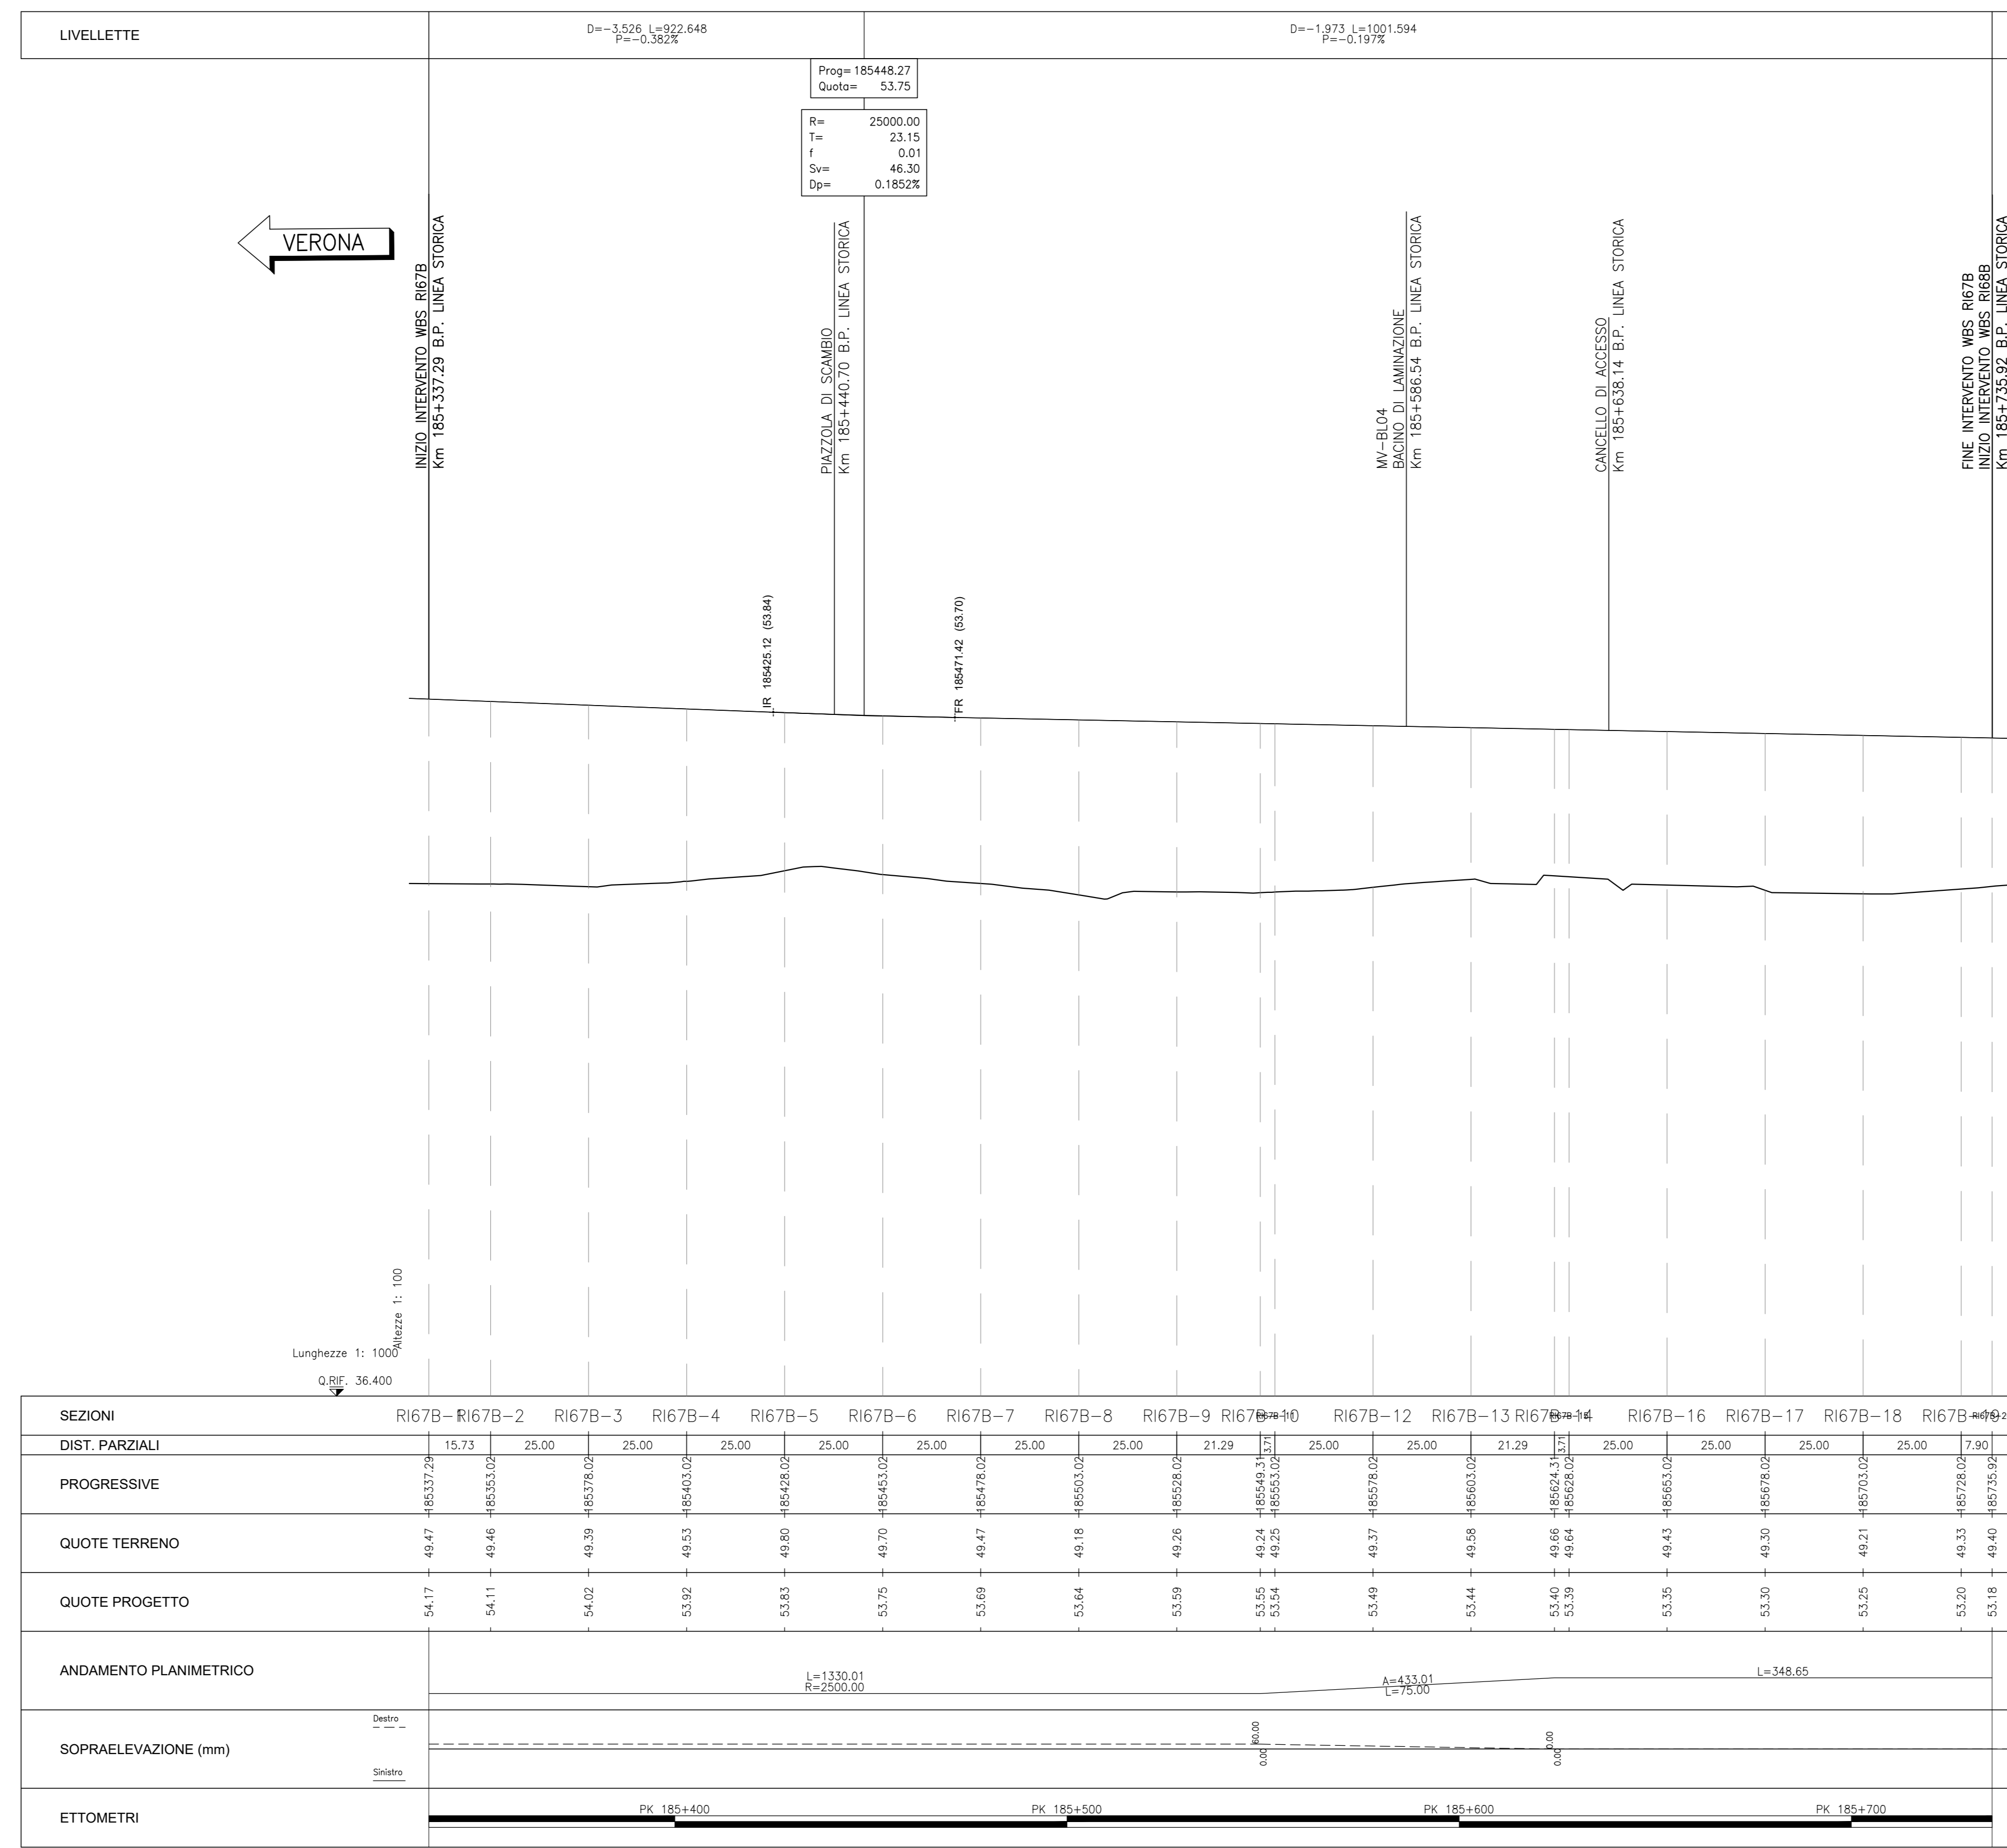 LIVELLETTE
D=-3.526 L=922.648
P=-0.382%
D=-1.973 L=1001.594
P=-0.197%
Prog= 185448.27
Quota= 53.75
R= 25000.00
T= 23.15
f 0.01
Sv= 46.30
Dp= 0.1852%
VERONA
INIZIO INTERVENTO WBS RI67B
Km 185+337.29 B.P. LINEA STORICA
PIAZZOLA DI SCAMBIO
Km 185+440.70 B.P. LINEA STORICA
MV-BL04
BACINO DI LAMINAZIONE
Km 185+586.54 B.P. LINEA STORICA
CANCELLO DI ACCESSO
Km 185+638.14 B.P. LINEA STORICA
FINE INTERVENTO WBS RI67B
INIZIO INTERVENTO WBS RI68B
Km 185+735.92 B.P. LINEA STORICA
IR 185425.12 (53.84)
FR 185471.42 (53.70)
Altezze 1: 100
Lunghezze 1: 1000
Q.RIF. 36.400
SEZIONI RI67B-1 RI67B-2 RI67B-3 RI67B-4 RI67B-5 RI67B-6 RI67B-7 RI67B-8 RI67B-9 RI67B-10 RI67B-11 RI67B-12 RI67B-13 RI67B-14 RI67B-15 RI67B-16 RI67B-17 RI67B-18 RI67B-19
DIST. PARZIALI 15.73 25.00 25.00 25.00 25.00 25.00 25.00 25.00 21.29 3.71 25.00 25.00 21.29 3.71 25.00 25.00 25.00 25.00 7.90
PROGRESSIVE 185337.29 185353.02 185378.02 185403.02 185428.02 185453.02 185478.02 185503.02 185528.02 185549.31 185553.02 185578.02 185603.02 185624.31 185628.02 185653.02 185678.02 185703.02 185728.02 185735.92
QUOTE TERRENO 49.47 49.46 49.39 49.53 49.80 49.70 49.47 49.18 49.26 49.24 49.25 49.37 49.58 49.66 49.64 49.43 49.30 49.21 49.33 49.40
QUOTE PROGETTO 54.17 54.11 54.02 53.92 53.83 53.75 53.69 53.64 53.59 53.55 53.54 53.49 53.44 53.40 53.39 53.35 53.30 53.25 53.20 53.18
ANDAMENTO PLANIMETRICO
L=1330.01
R=2500.00
A=433.01
L=75.00
L=348.65
SOPRAELEVAZIONE (mm)
Destro
Sinistro
60.00
0.00
0.00
0.00
ETTOMETRI
PK 185+400 PK 185+500 PK 185+600 PK 185+700